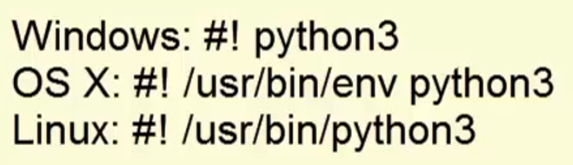 Windows: #! python3
OS X: #! /usr/bin/env python3
Linux: #! /usr/bin/python3